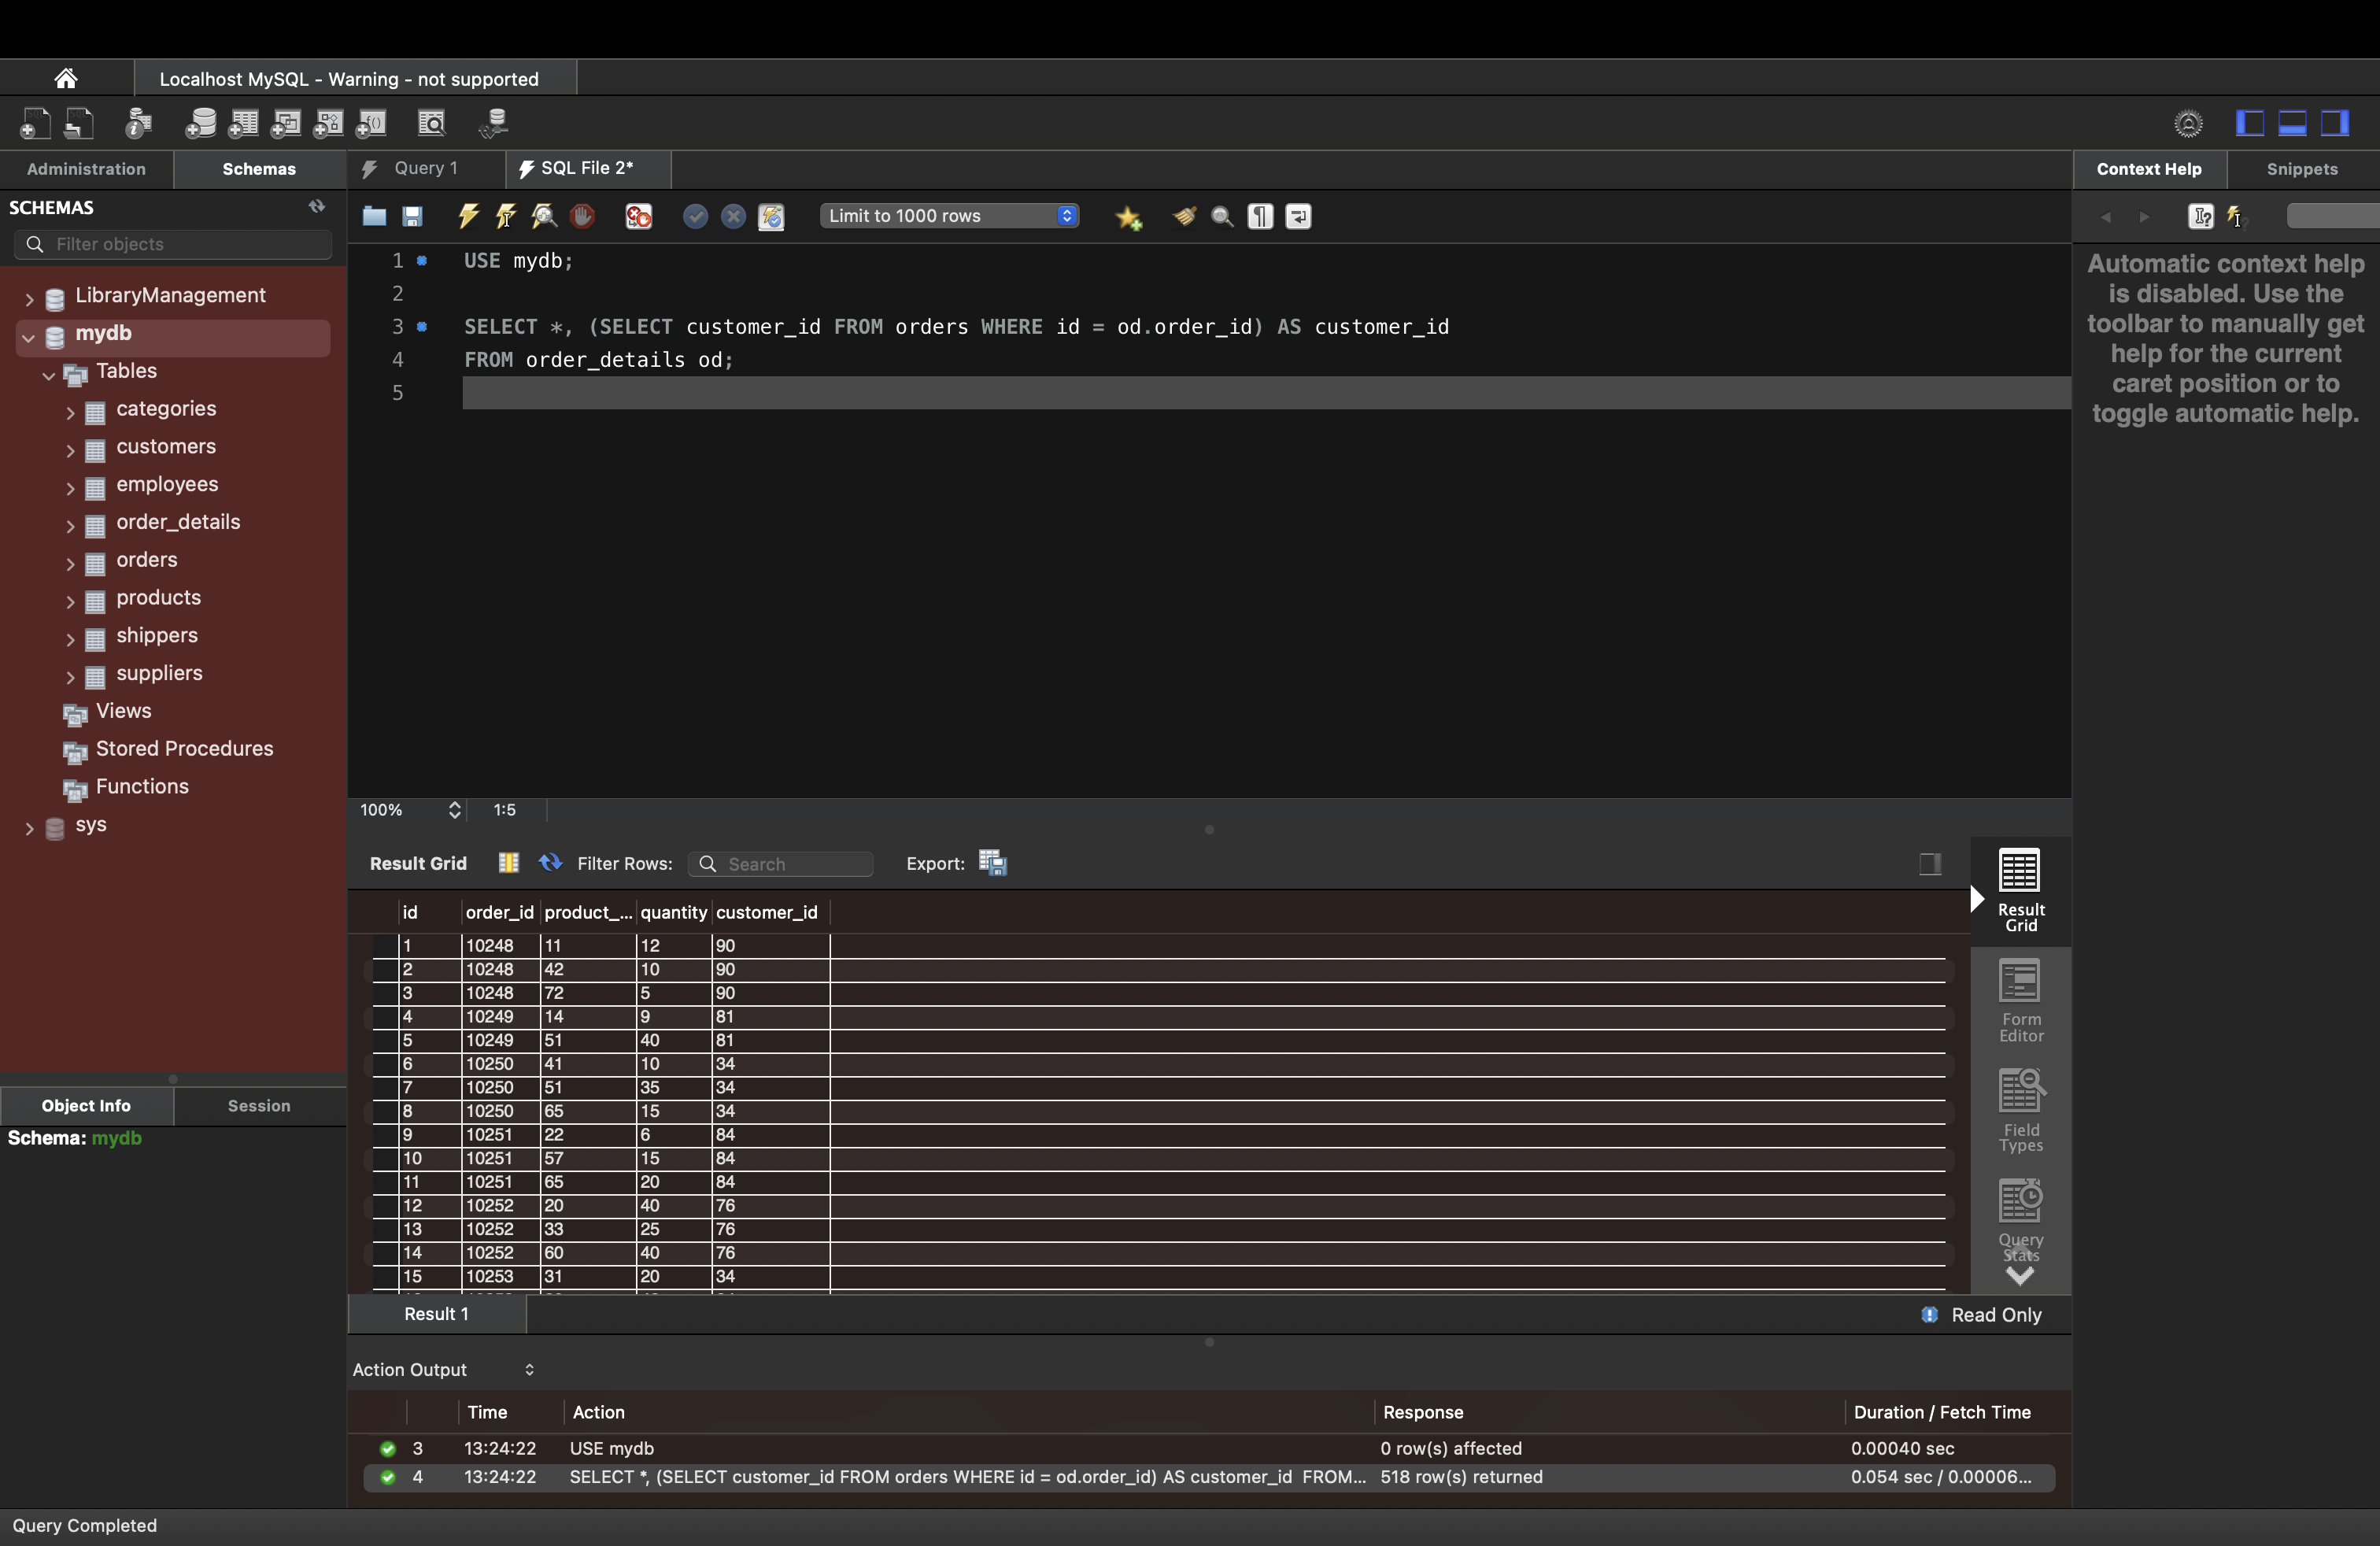 Localhost MySQL - Warning - not supported
Administration
Schemas
Query 1
SQL File 2*
Context Help
Snippets
SCHEMAS
Filter objects
Limit to 1000 rows
LibraryManagement
mydb
Tables
categories
customers
employees
order_details
orders
products
shippers
suppliers
Views
Stored Procedures
Functions
sys
1 USE mydb;
2
3 SELECT *, (SELECT customer_id FROM orders WHERE id = od.order_id) AS customer_id
4 FROM order_details od;
5
Automatic context help
is disabled. Use the
toolbar to manually get
help for the current
caret position or to
toggle automatic help.
100% 1:5
Result Grid Filter Rows: Search Export:
id order_id product_... quantity customer_id
1 10248 11 12 90
2 10248 42 10 90
3 10248 72 5 90
4 10249 14 9 81
5 10249 51 40 81
6 10250 41 10 34
7 10250 51 35 34
8 10250 65 15 34
9 10251 22 6 84
10 10251 57 15 84
11 10251 65 20 84
12 10252 20 40 76
13 10252 33 25 76
14 10252 60 40 76
15 10253 31 20 34
Result
Grid
Form
Editor
Field
Types
Query
Stats
Object Info
Session
Schema: mydb
Result 1
Read Only
Action Output
Time Action Response Duration / Fetch Time
3 13:24:22 USE mydb 0 row(s) affected 0.00040 sec
4 13:24:22 SELECT *, (SELECT customer_id FROM orders WHERE id = od.order_id) AS customer_id FROM... 518 row(s) returned 0.054 sec / 0.00006...
Query Completed